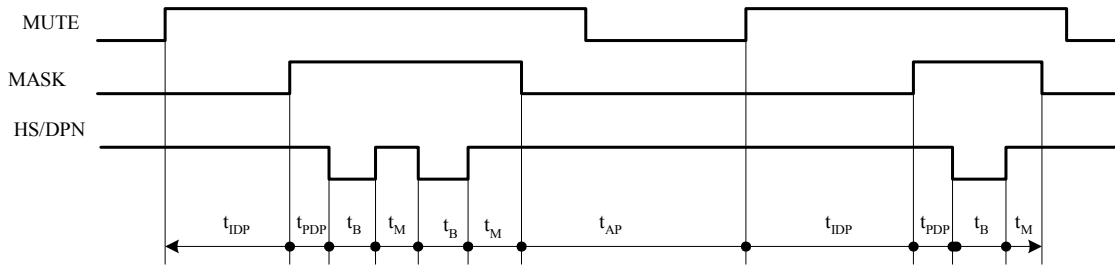 MUTE
MASK
HS/DPN
tIDP tPDP tB tM tB tM tAP tIDP tPDP tB tM